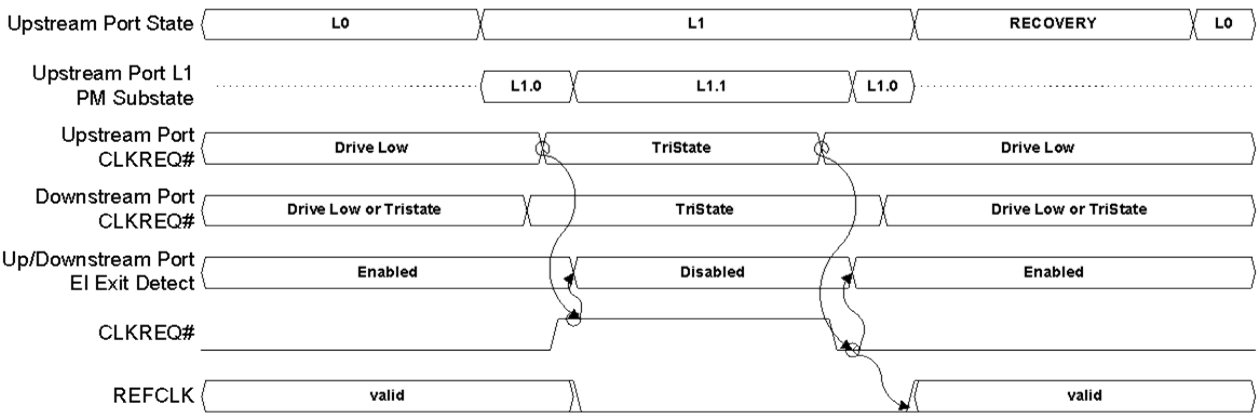 Upstream Port State L0 L1 RECOVERY L0
Upstream Port L1
PM Substate L1.0 L1.1 L1.0
Upstream Port
CLKREQ# Drive Low TriState Drive Low
Downstream Port
CLKREQ# Drive Low or Tristate TriState Drive Low or TriState
Up/Downstream Port
EI Exit Detect Enabled Disabled Enabled
CLKREQ#
REFCLK valid valid